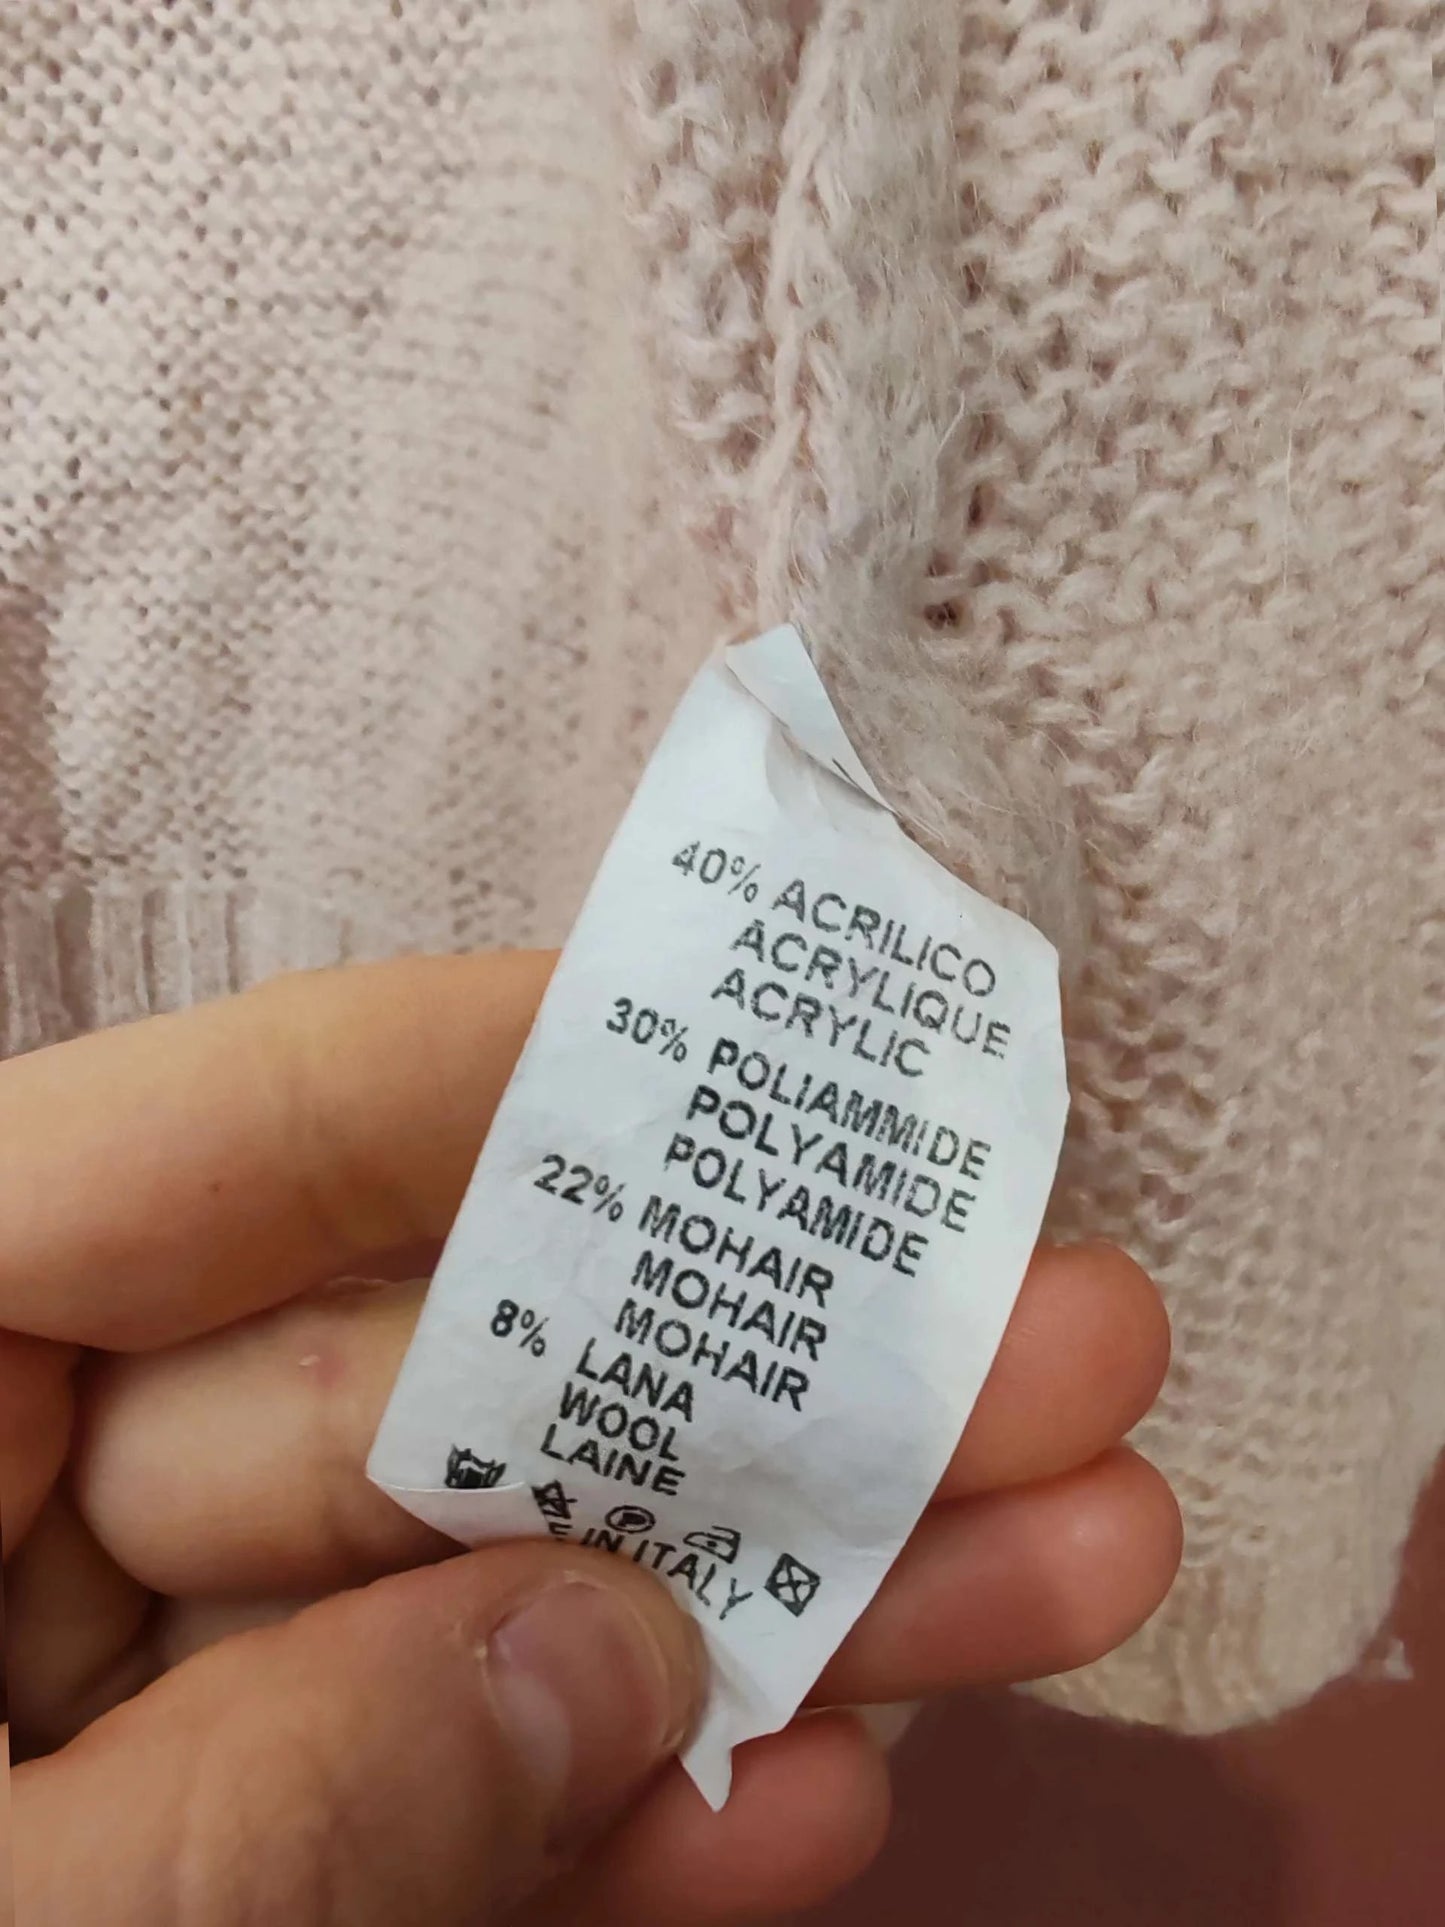 40% ACRILICO
ACRYLIQUE
ACRYLIC
30% POLIAMMIDE
POLYAMIDE
POLYAMIDE
22% MOHAIR
MOHAIR
MOHAIR
8% LANA
WOOL
LAINE
P
E IN ITALY